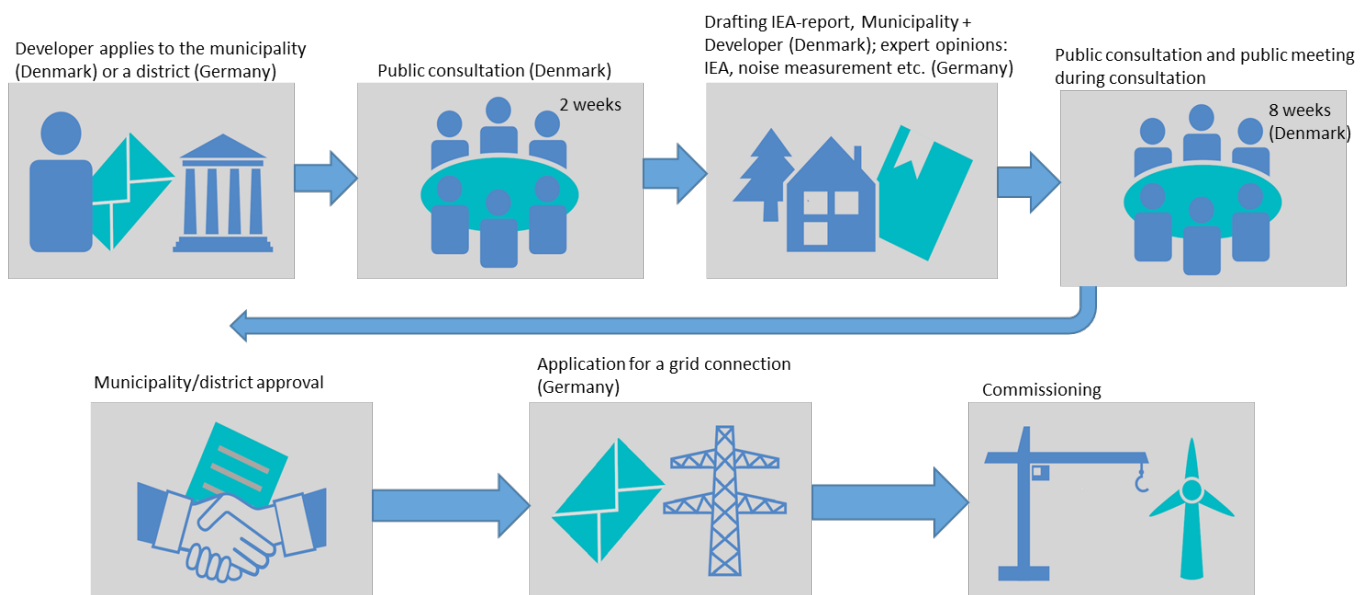 Developer applies to the municipality
(Denmark) or a district (Germany)
Public consultation (Denmark)
2 weeks
Drafting IEA-report, Municipality +
Developer (Denmark); expert opinions:
IEA, noise measurement etc. (Germany)
Public consultation and public meeting
during consultation
8 weeks
(Denmark)
Municipality/district approval
Application for a grid connection
(Germany)
Commissioning